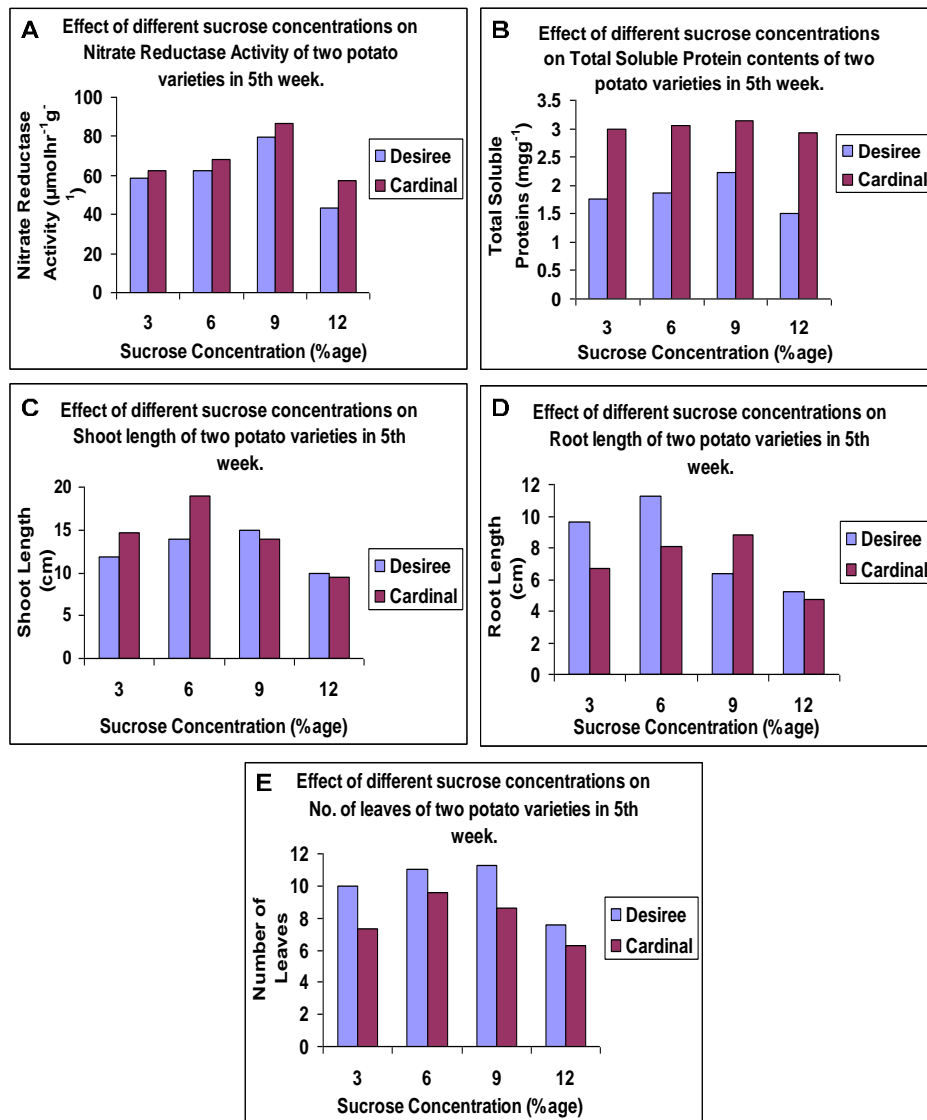 A
Effect of different sucrose concentrations on
Nitrate Reductase Activity of two potato
varieties in 5th week.
Nitrate Reductase
Activity (µmolhr⁻¹g⁻
¹)
100
80
60
40
20
0
3 6 9 12
Sucrose Concentration (%age)
Desiree
Cardinal
B
Effect of different sucrose concentrations
on Total Soluble Protein contents of two
potato varieties in 5th week.
Total Soluble
Proteins (mgg⁻¹)
3.5
3
2.5
2
1.5
1
0.5
0
3 6 9 12
Sucrose Concentration (%age)
Desiree
Cardinal
C
Effect of different sucrose concentrations on
Shoot length of two potato varieties in 5th
week.
Shoot Length
(cm)
20
15
10
5
0
3 6 9 12
Sucrose Concentration (%age)
Desiree
Cardinal
D
Effect of different sucrose concentrations on
Root length of two potato varieties in 5th
week.
Root Length
(cm)
12
10
8
6
4
2
0
3 6 9 12
Sucrose Concentration (%age)
Desiree
Cardinal
E
Effect of different sucrose concentrations on
No. of leaves of two potato varieties in 5th
week.
Number of
Leaves
12
10
8
6
4
2
0
3 6 9 12
Sucrose Concentration (%age)
Desiree
Cardinal